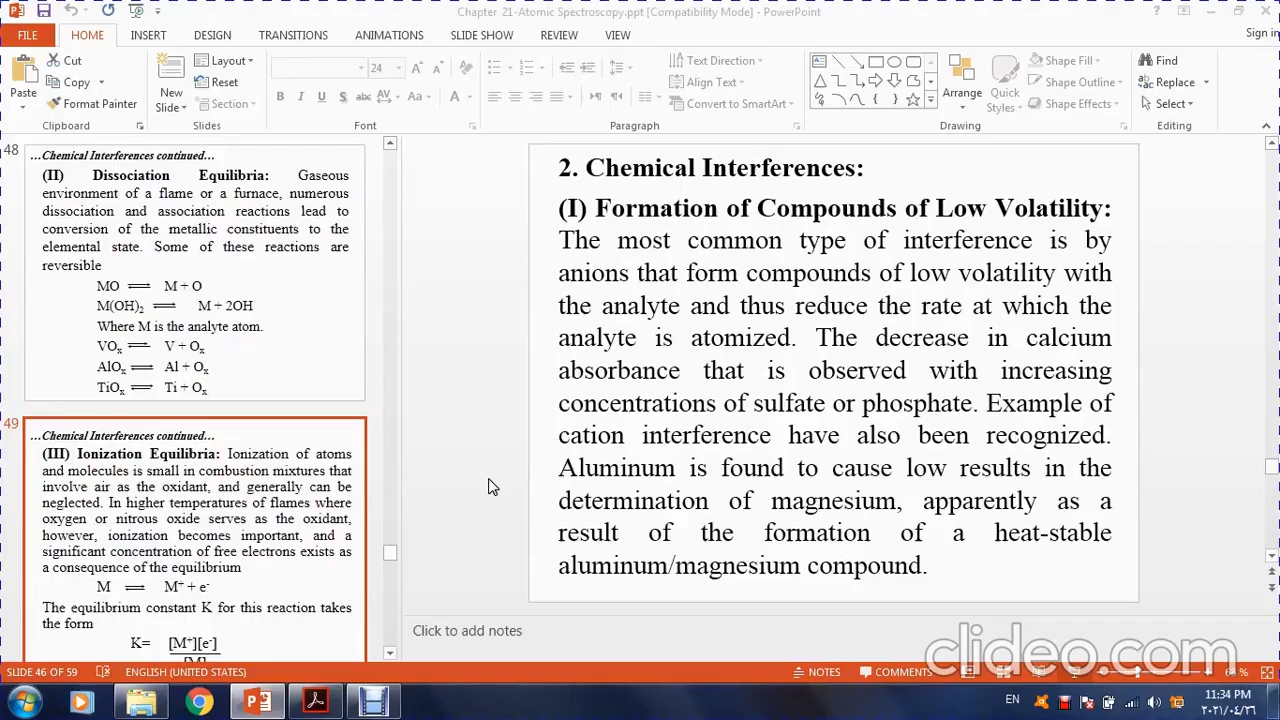 Chapter 21-Atomic Spectroscopy.ppt [Compatibility Mode] - PowerPoint
FILE HOME INSERT DESIGN TRANSITIONS ANIMATIONS SLIDE SHOW REVIEW VIEW Sign in
Paste
Cut
Copy
Format Painter
Clipboard
New
Slide
Layout
Reset
Section
Slides
24
B I U S abc AV Aa A
Font
Text Direction
Align Text
Convert to SmartArt
Paragraph
Arrange
Quick
Styles
Shape Fill
Shape Outline
Shape Effects
Drawing
Find
Replace
Select
Editing
48
...Chemical Interferences continued...
(II) Dissociation Equilibria: Gaseous
environment of a flame or a furnace, numerous
dissociation and association reactions lead to
conversion of the metallic constituents to the
elemental state. Some of these reactions are
reversible
MO ⇌ M + O
M(OH)₂ ⇌ M + 2OH
Where M is the analyte atom.
VOₓ ⇌ V + Oₓ
AlOₓ ⇌ Al + Oₓ
TiOₓ ⇌ Ti + Oₓ
49
...Chemical Interferences continued...
(III) Ionization Equilibria: Ionization of atoms
and molecules is small in combustion mixtures that
involve air as the oxidant, and generally can be
neglected. In higher temperatures of flames where
oxygen or nitrous oxide serves as the oxidant,
however, ionization becomes important, and a
significant concentration of free electrons exists as
a consequence of the equilibrium
M ⇌ M⁺ + e⁻
The equilibrium constant K for this reaction takes
the form
K= [M⁺][e⁻]
[M]
2. Chemical Interferences:
(I) Formation of Compounds of Low Volatility:
The most common type of interference is by
anions that form compounds of low volatility with
the analyte and thus reduce the rate at which the
analyte is atomized. The decrease in calcium
absorbance that is observed with increasing
concentrations of sulfate or phosphate. Example of
cation interference have also been recognized.
Aluminum is found to cause low results in the
determination of magnesium, apparently as a
result of the formation of a heat-stable
aluminum/magnesium compound.
Click to add notes
clideo.com
SLIDE 46 OF 59 ENGLISH (UNITED STATES) NOTES COMMENTS 68 %
EN 11:34 PM
٢٠٢١/٠٤/٢٦